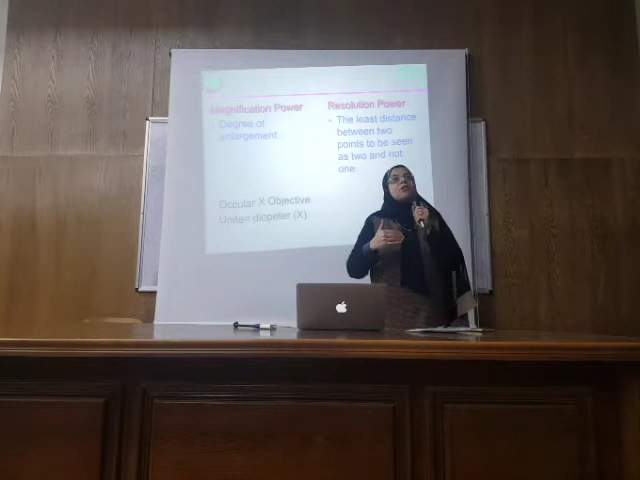 Magnification Power
• Degree of
enlargement
Occular X Objective
Unite= diopeter (X)
Resolution Power
• The least distance
between two
points to be seen
as two and not
one.